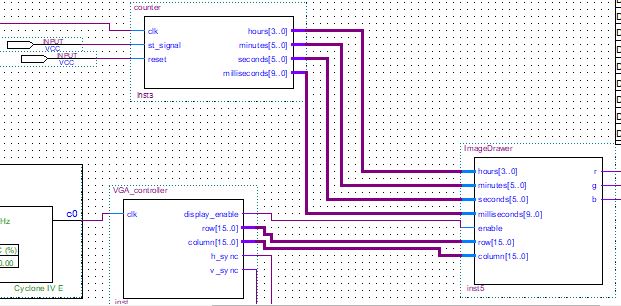 counter
clk
hours[3..0]
st_signal
minutes[5..0]
reset
seconds[5..0]
milliseconds[9..0]
inst3
INPUT
VCC
INPUT
VCC
ImageDrawer
hours[3..0]
r
minutes[5..0]
g
seconds[5..0]
b
milliseconds[9..0]
enable
row[15..0]
column[15..0]
inst5
VGA_controller
clk
display_enable
row[15..0]
column[15..0]
h_sync
v_sync
inst
c0
Hz
C (%)
0.00
Cyclone IV E